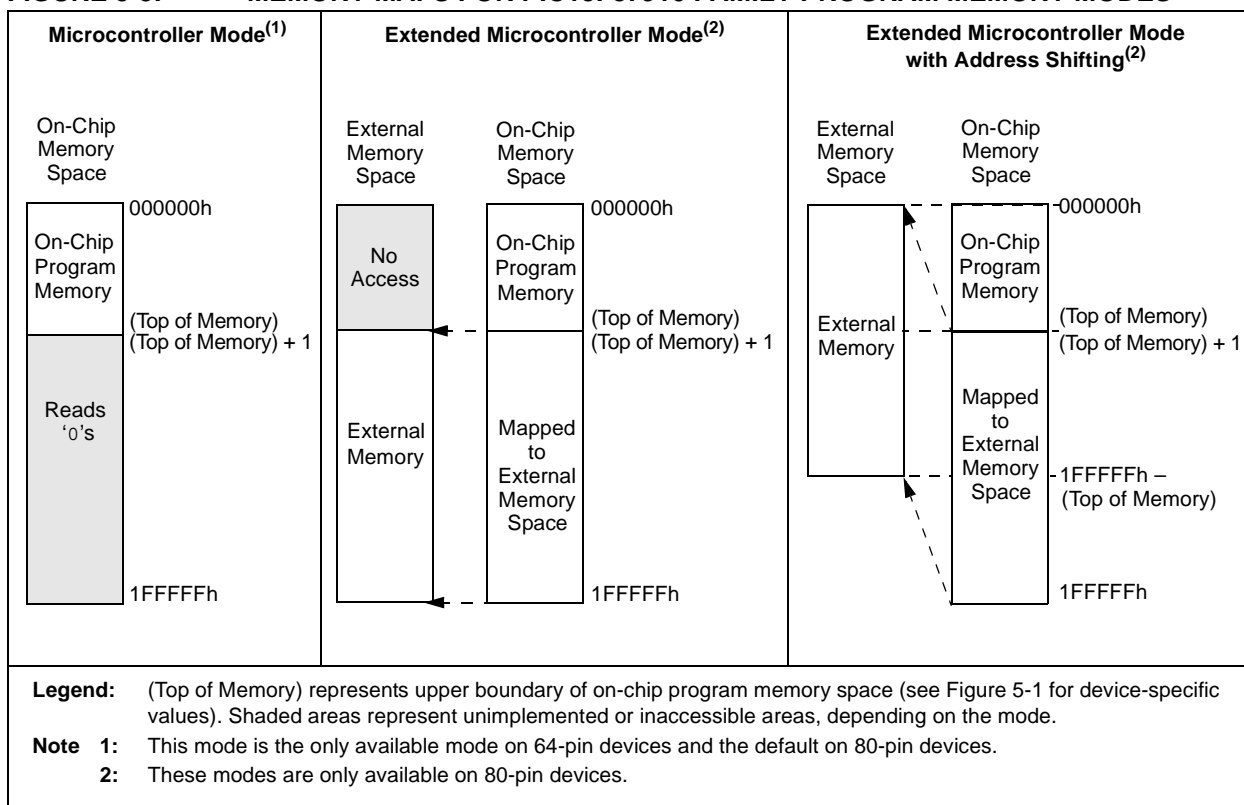 Microcontroller Mode(1)
On-Chip
Memory
Space
000000h
On-Chip
Program
Memory
(Top of Memory)
(Top of Memory) + 1
Reads
‘0’s
1FFFFFh
Extended Microcontroller Mode(2)
External
Memory
Space
On-Chip
Memory
Space
000000h
No
Access
On-Chip
Program
Memory
(Top of Memory)
(Top of Memory) + 1
External
Memory
Mapped
to
External
Memory
Space
1FFFFFh
Extended Microcontroller Mode
with Address Shifting(2)
External
Memory
Space
On-Chip
Memory
Space
000000h
On-Chip
Program
Memory
External
Memory
(Top of Memory)
(Top of Memory) + 1
Mapped
to
External
Memory
Space
1FFFFFh –
(Top of Memory)
1FFFFFh
Legend: (Top of Memory) represents upper boundary of on-chip program memory space (see Figure 5-1 for device-specific
values). Shaded areas represent unimplemented or inaccessible areas, depending on the mode.
Note 1: This mode is the only available mode on 64-pin devices and the default on 80-pin devices.
2: These modes are only available on 80-pin devices.